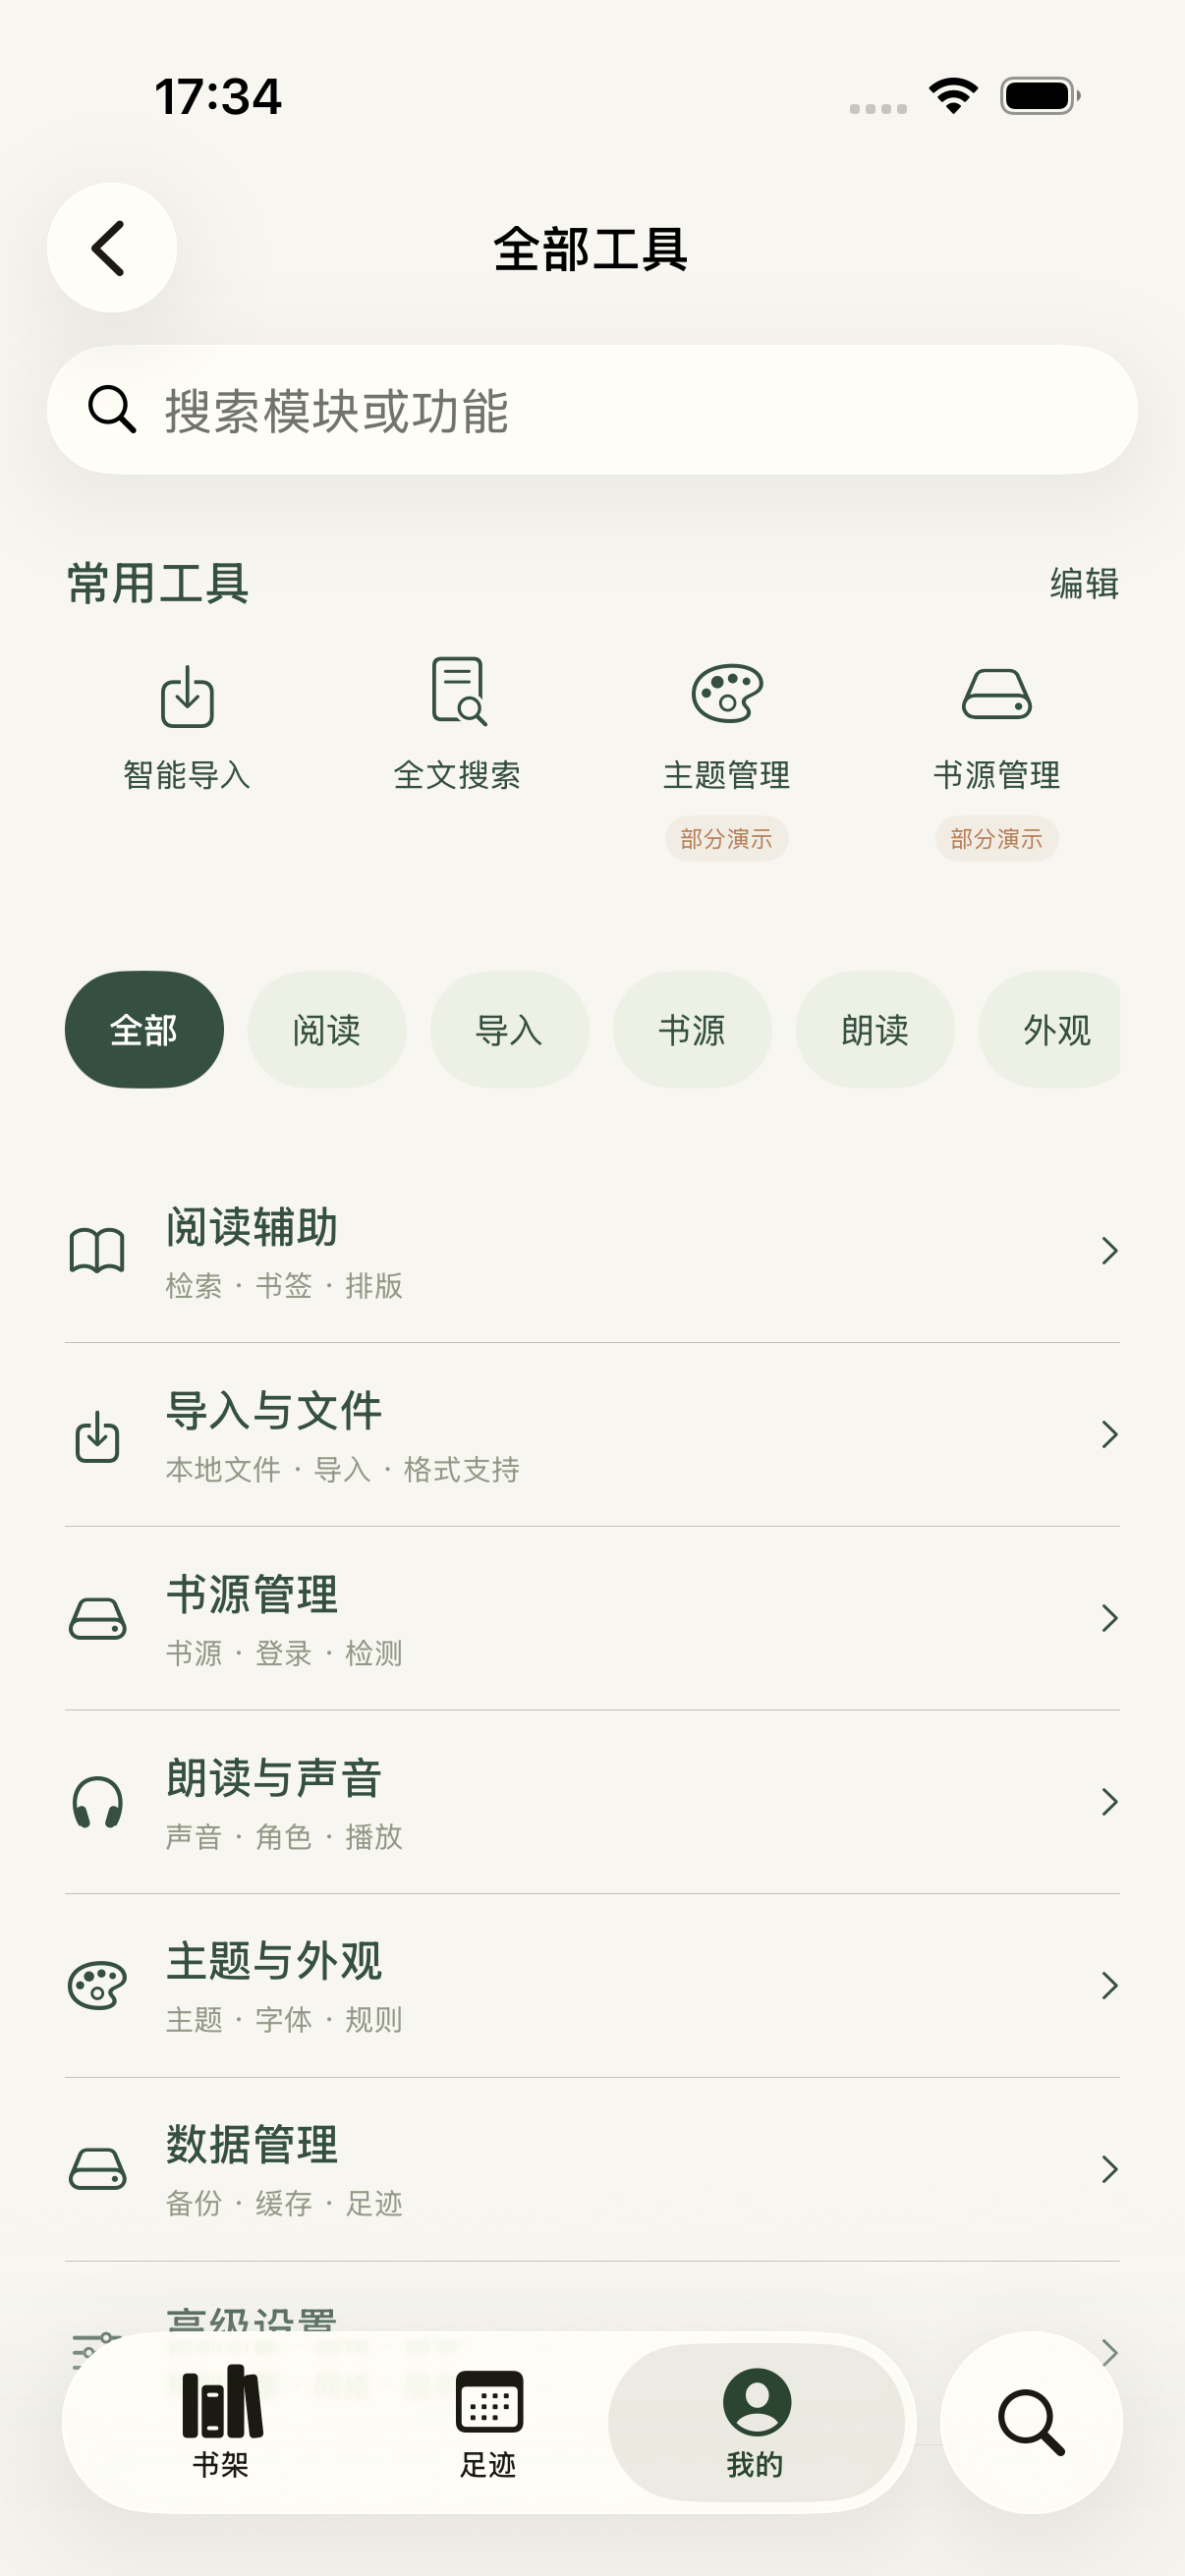 17:34
全部工具
搜索模块或功能
常用工具
编辑
智能导入
全文搜索
主题管理
书源管理
部分演示
部分演示
全部
阅读
导入
书源
朗读
外观
阅读辅助
检索 · 书签 · 排版
导入与文件
本地文件 · 导入 · 格式支持
书源管理
书源 · 登录 · 检测
朗读与声音
声音 · 角色 · 播放
主题与外观
主题 · 字体 · 规则
数据管理
备份 · 缓存 · 足迹
高级设置
书架
足迹
我的